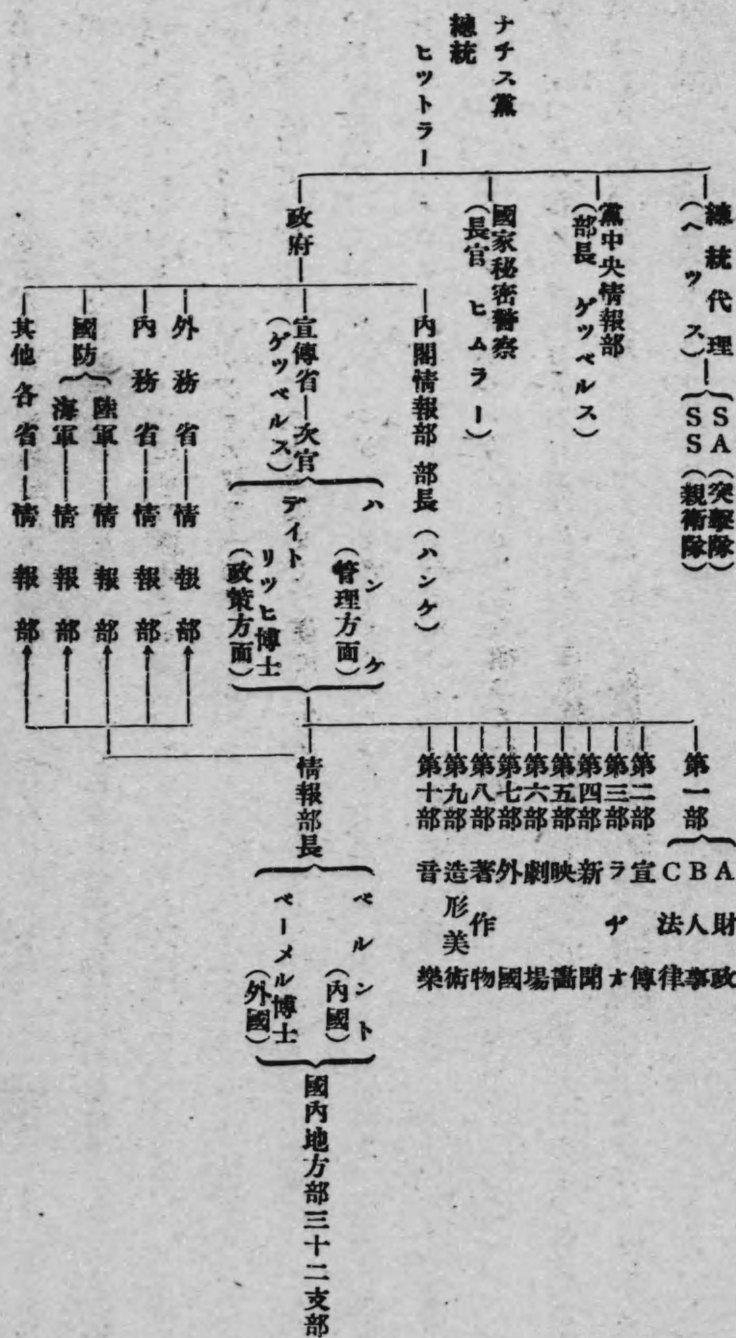 ナチス黨
總統
ヒットラー
總統代理
(ヘッス)
SA(突擊隊)
SS(親衛隊)
黨中央情報部
(部長 ゲッベルス)
國家秘密警察
(長官 ヒムラー)
政府
內閣情報部 部長(ハンケ)
宣傳省
(ゲッベルス)
次官
ハンケ
(管理方面)
デイト
リッヒ博士
(政策方面)
外務省 情報部
內務省 情報部
國防
陸軍 情報部
海軍 情報部
其他各省 情報部
第一部
A 財政
B 人事
C 法律
第二部 宣傳
第三部 ラヂオ
第四部 新聞
第五部 映畵
第六部 劇場
第七部 外國
第八部 著作物
第九部 造形美術
第十部 音樂
情報部長
ベルント
(內國)
ベーメル博士
(外國)
國內地方部三十二支部